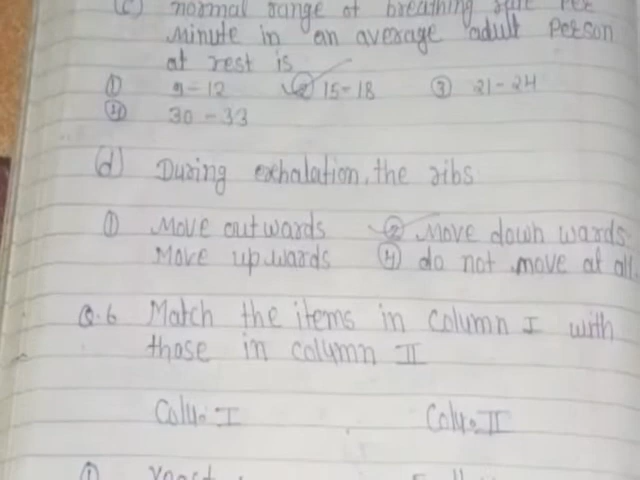 (c) normal range of breathing rate per
minute in an average adult person
at rest is
① 9-12 ② 15-18 ③ 21-24
④ 30-33
(d) During exhalation, the ribs
① Move outwards ② Move down wards
Move upwards ④ do not move at all.
Q.6 Match the items in column I with
those in column II
Colu. I Colu. II
① Yeast